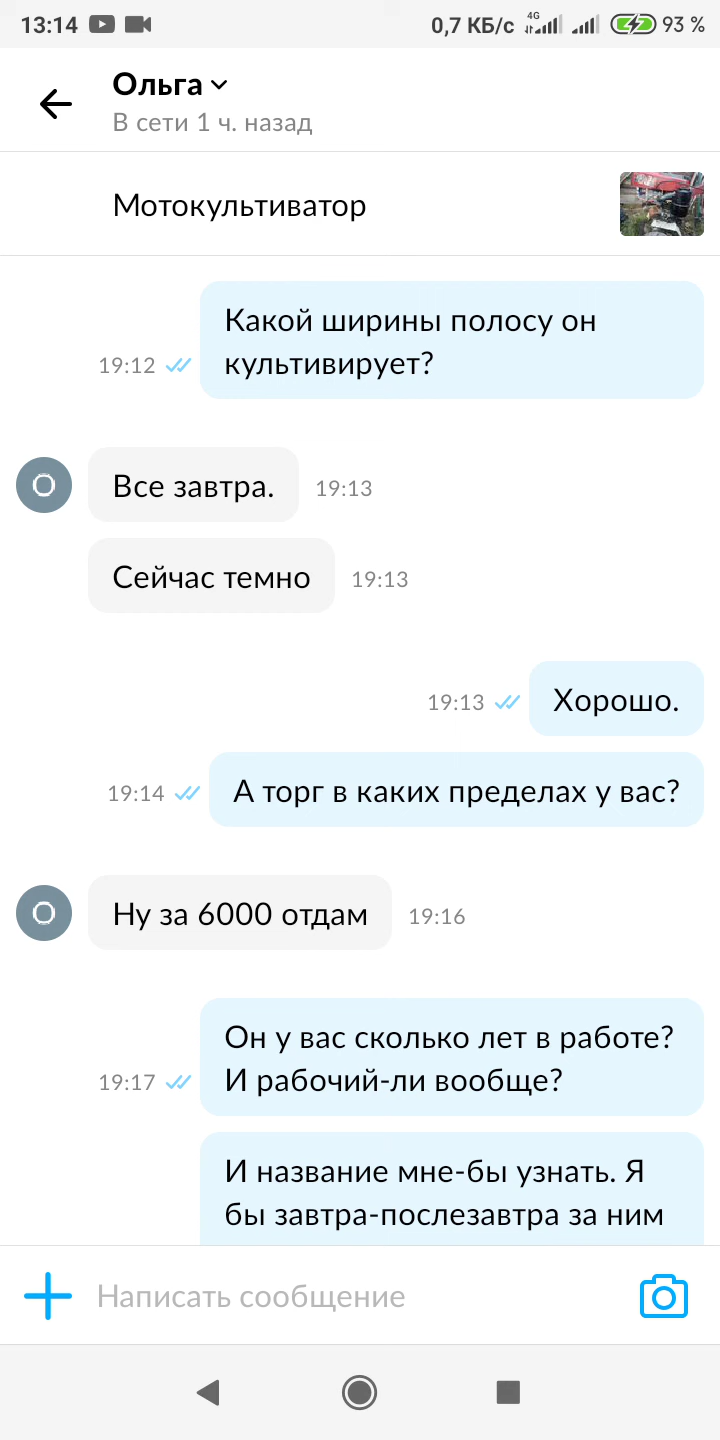 13:14
0,7 КБ/с
4G
93 %
Ольга
В сети 1 ч. назад
Мотокультиватор
Какой ширины полосу он
культивирует?
19:12
О
Все завтра.
19:13
Сейчас темно
19:13
19:13
Хорошо.
19:14
А торг в каких пределах у вас?
О
Ну за 6000 отдам
19:16
Он у вас сколько лет в работе?
И рабочий-ли вообще?
19:17
И название мне-бы узнать. Я
бы завтра-послезавтра за ним
Написать сообщение